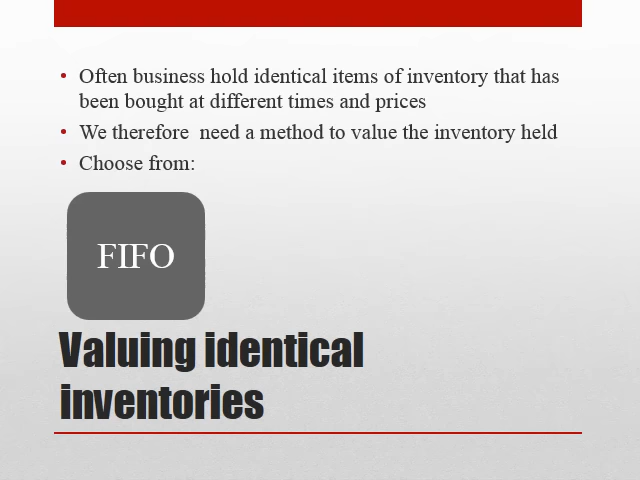 • Often business hold identical items of inventory that has
been bought at different times and prices
• We therefore  need a method to value the inventory held
• Choose from:
FIFO
Valuing identical
inventories